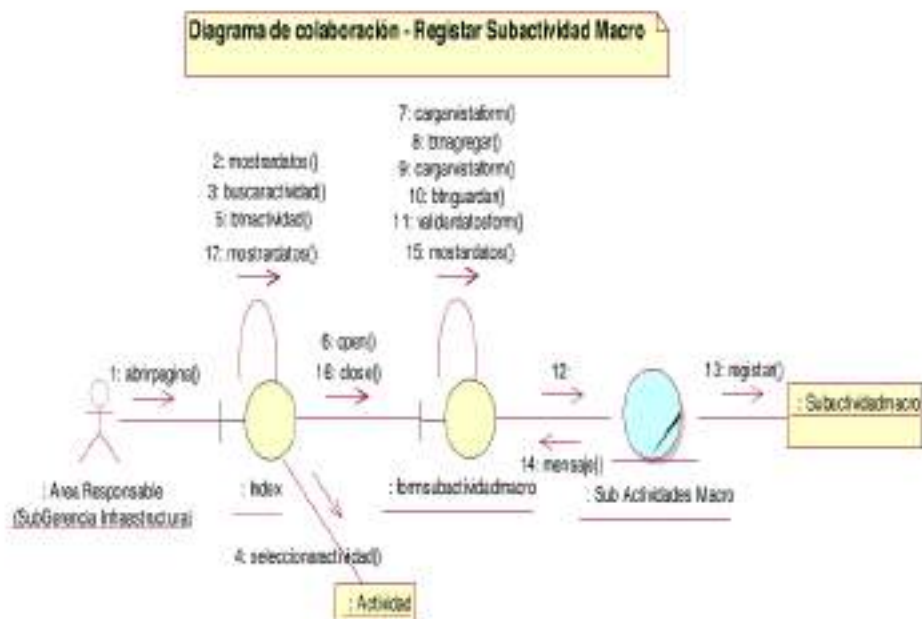 Diagrama de colaboración - Registar Subactividad Macro
7: cargarvistaform()
8: btnagregar()
9: cargarvistaform()
10: btnguardar()
11: validardatosform()
15: mostardatos()
2: mostrardatos()
3: buscaractividad()
5: btnactividad()
17: mostrardatos()
6: open()
16: close()
1: abrirpagina()
12:
13: registar()
: Subactividadmacro
14: mensaje()
: Area Responsable
(SubGerencia Infraestructura)
: Index
: formsubactividadmacro
: Sub Actividades Macro
4: seleccionaractividad()
: Actividad